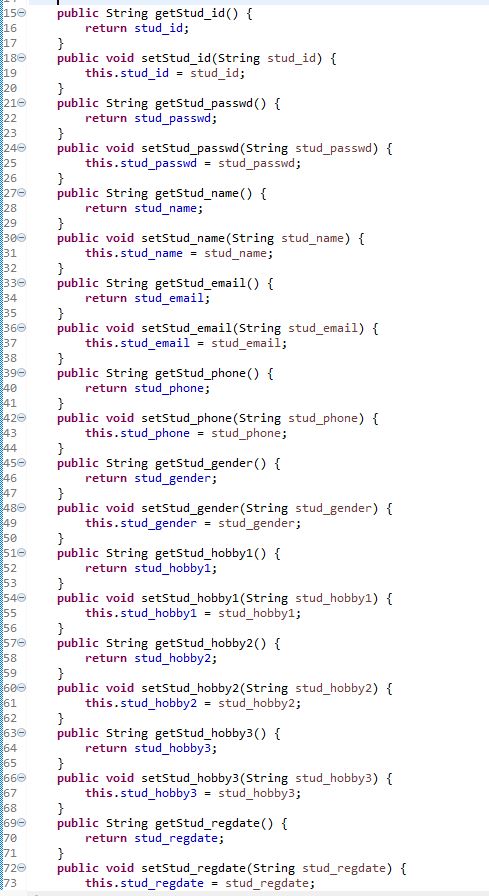 15 public String getStud_id() {
16 return stud_id;
17 }
18 public void setStud_id(String stud_id) {
19 this.stud_id = stud_id;
20 }
21 public String getStud_passwd() {
22 return stud_passwd;
23 }
24 public void setStud_passwd(String stud_passwd) {
25 this.stud_passwd = stud_passwd;
26 }
27 public String getStud_name() {
28 return stud_name;
29 }
30 public void setStud_name(String stud_name) {
31 this.stud_name = stud_name;
32 }
33 public String getStud_email() {
34 return stud_email;
35 }
36 public void setStud_email(String stud_email) {
37 this.stud_email = stud_email;
38 }
39 public String getStud_phone() {
40 return stud_phone;
41 }
42 public void setStud_phone(String stud_phone) {
43 this.stud_phone = stud_phone;
44 }
45 public String getStud_gender() {
46 return stud_gender;
47 }
48 public void setStud_gender(String stud_gender) {
49 this.stud_gender = stud_gender;
50 }
51 public String getStud_hobby1() {
52 return stud_hobby1;
53 }
54 public void setStud_hobby1(String stud_hobby1) {
55 this.stud_hobby1 = stud_hobby1;
56 }
57 public String getStud_hobby2() {
58 return stud_hobby2;
59 }
60 public void setStud_hobby2(String stud_hobby2) {
61 this.stud_hobby2 = stud_hobby2;
62 }
63 public String getStud_hobby3() {
64 return stud_hobby3;
65 }
66 public void setStud_hobby3(String stud_hobby3) {
67 this.stud_hobby3 = stud_hobby3;
68 }
69 public String getStud_regdate() {
70 return stud_regdate;
71 }
72 public void setStud_regdate(String stud_regdate) {
73 this.stud_regdate = stud_regdate;